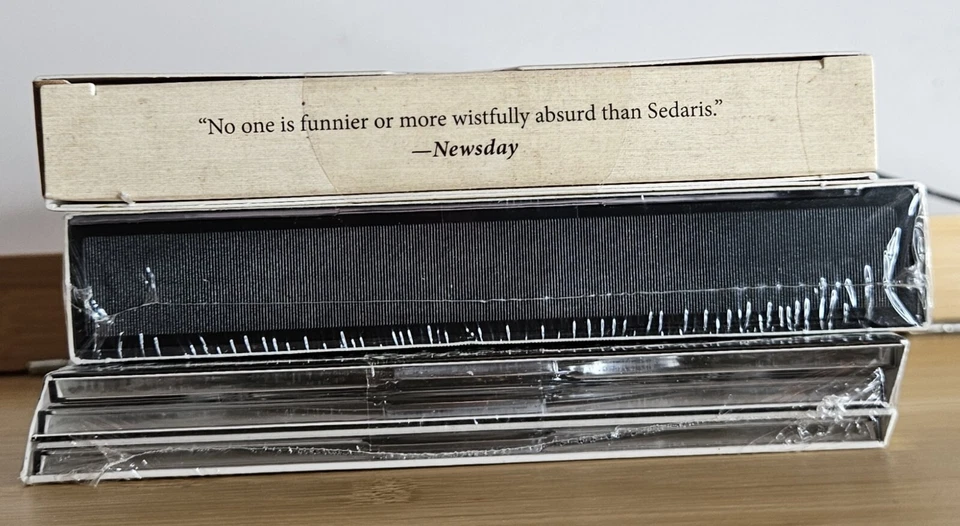 “No one is funnier or more wistfully absurd than Sedaris.”
—Newsday